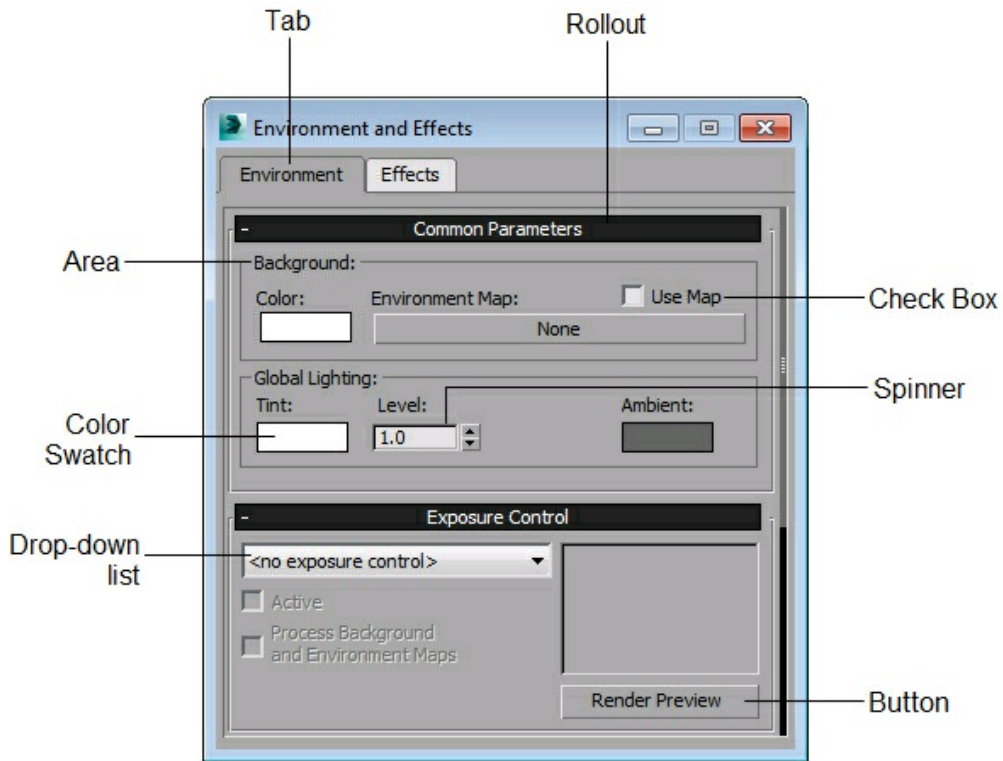 Tab
Rollout
Environment and Effects
Environment
Effects
- Common Parameters
Area
Background:
Color:
Environment Map:
Use Map
Check Box
None
Global Lighting:
Spinner
Tint:
Level:
Ambient:
Color
Swatch
1.0
- Exposure Control
Drop-down
list
<no exposure control>
Active
Process Background
and Environment Maps
Render Preview
Button